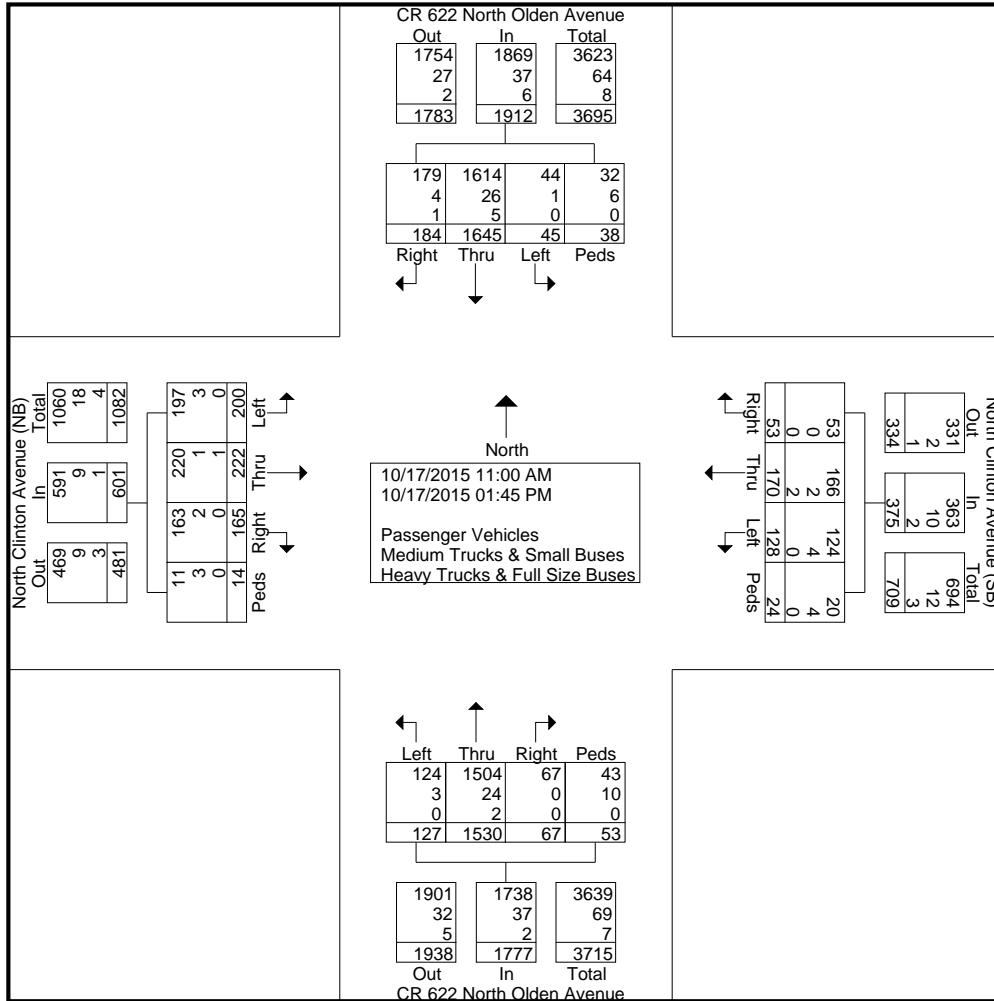 CR 622 North Olden Avenue
Out In Total
1754 1869 3623
27 37 64
2 6 8
1783 1912 3695
179 1614 44 32
4 26 1 6
1 5 0 0
184 1645 45 38
Right Thru Left Peds
North Clinton Avenue (NB)
Total In Out
1060 591 469
18 9 9
4 1 3
1082 601 481
197 220 163 11
3 1 2 3
0 1 0 0
200 222 165 14
Left Thru Right Peds
North
10/17/2015 11:00 AM
10/17/2015 01:45 PM
Passenger Vehicles
Medium Trucks & Small Buses
Heavy Trucks & Full Size Buses
Right Thru Left Peds
53 170 128 24
0 2 0 0
0 2 4 4
53 166 124 20
North Clinton Avenue (SB)
Out In Total
331 363 694
2 10 12
1 2 3
334 375 709
Left Thru Right Peds
124 1504 67 43
3 24 0 10
0 2 0 0
127 1530 67 53
1901 1738 3639
32 37 69
5 2 7
1938 1777 3715
Out In Total
CR 622 North Olden Avenue